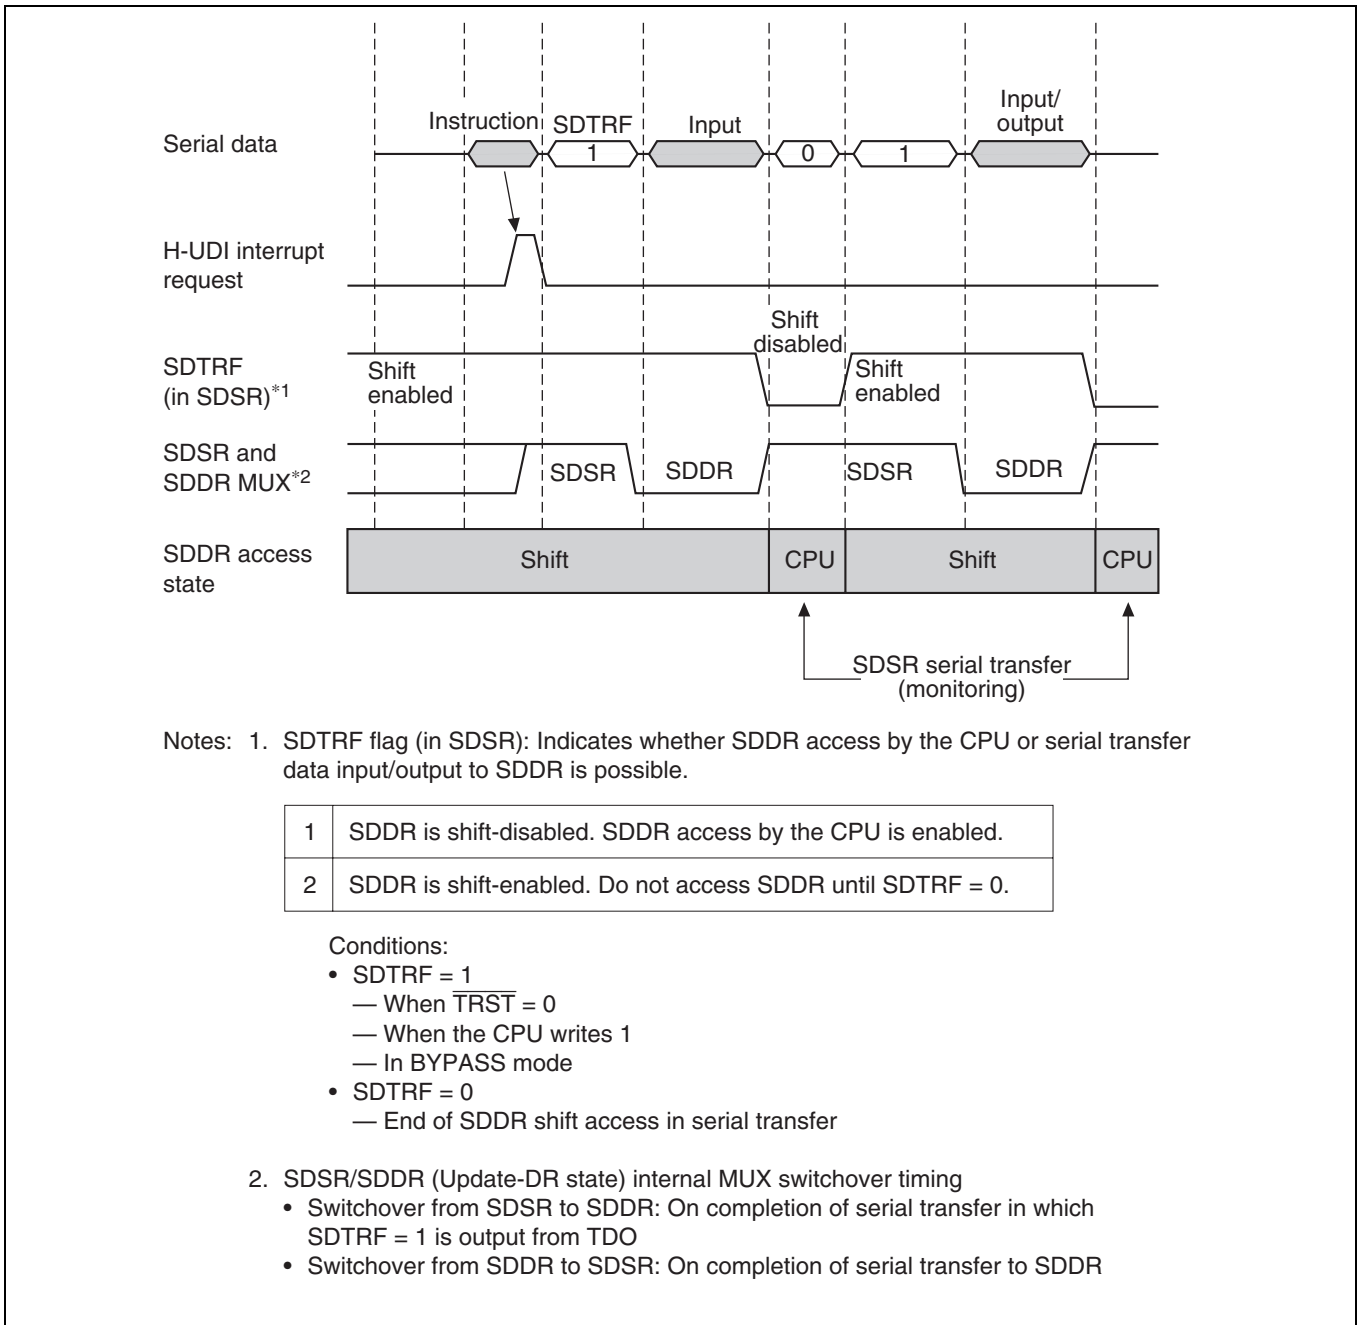 Input/
output
Instruction SDTRF Input
Serial data
1 0 1
H-UDI interrupt
request
Shift
disabled
SDTRF
(in SDSR)*1
Shift
enabled
Shift
enabled
SDSR and
SDDR MUX*2
SDSR SDDR SDSR SDDR
SDDR access
state
Shift CPU Shift CPU
SDSR serial transfer
(monitoring)
Notes: 1. SDTRF flag (in SDSR): Indicates whether SDDR access by the CPU or serial transfer
data input/output to SDDR is possible.
1 SDDR is shift-disabled. SDDR access by the CPU is enabled.
2 SDDR is shift-enabled. Do not access SDDR until SDTRF = 0.
Conditions:
• SDTRF = 1
— When T̅R̅S̅T̅ = 0
— When the CPU writes 1
— In BYPASS mode
• SDTRF = 0
— End of SDDR shift access in serial transfer
2. SDSR/SDDR (Update-DR state) internal MUX switchover timing
• Switchover from SDSR to SDDR: On completion of serial transfer in which
SDTRF = 1 is output from TDO
• Switchover from SDDR to SDSR: On completion of serial transfer to SDDR